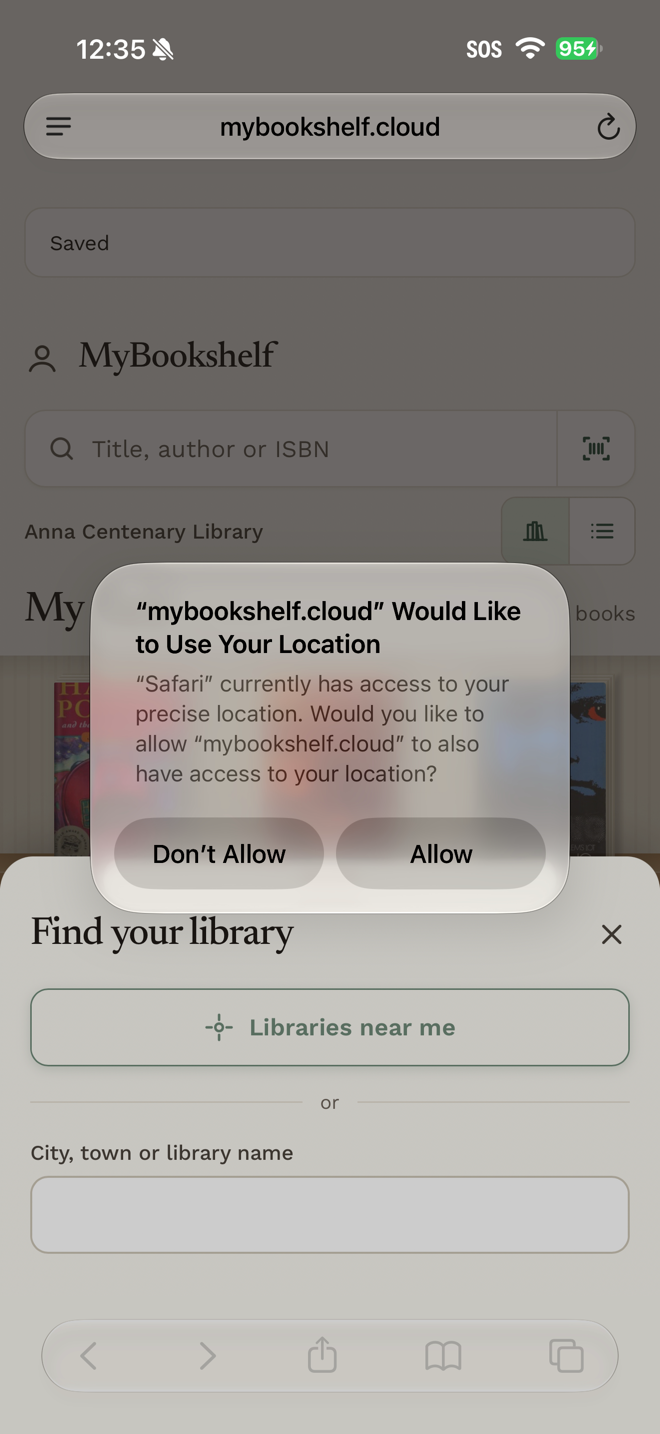 12:35
SOS
95
mybookshelf.cloud
Saved
MyBookshelf
Title, author or ISBN
Anna Centenary Library
My
books
“mybookshelf.cloud” Would Like
to Use Your Location
“Safari” currently has access to your
precise location. Would you like to
allow “mybookshelf.cloud” to also
have access to your location?
Don’t Allow
Allow
Find your library
Libraries near me
or
City, town or library name